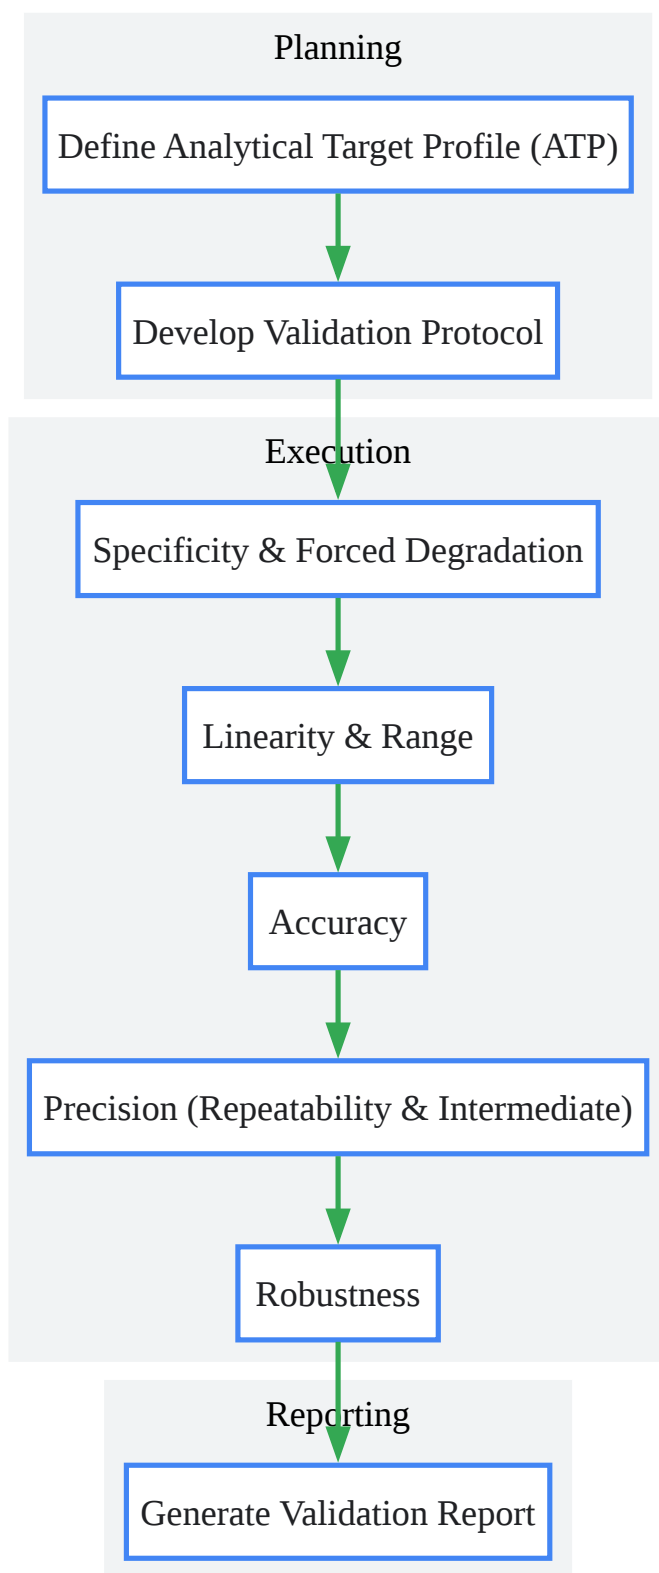 Planning
Define Analytical Target Profile (ATP)
Develop Validation Protocol
Execution
Specificity & Forced Degradation
Linearity & Range
Accuracy
Precision (Repeatability & Intermediate)
Robustness
Reporting
Generate Validation Report